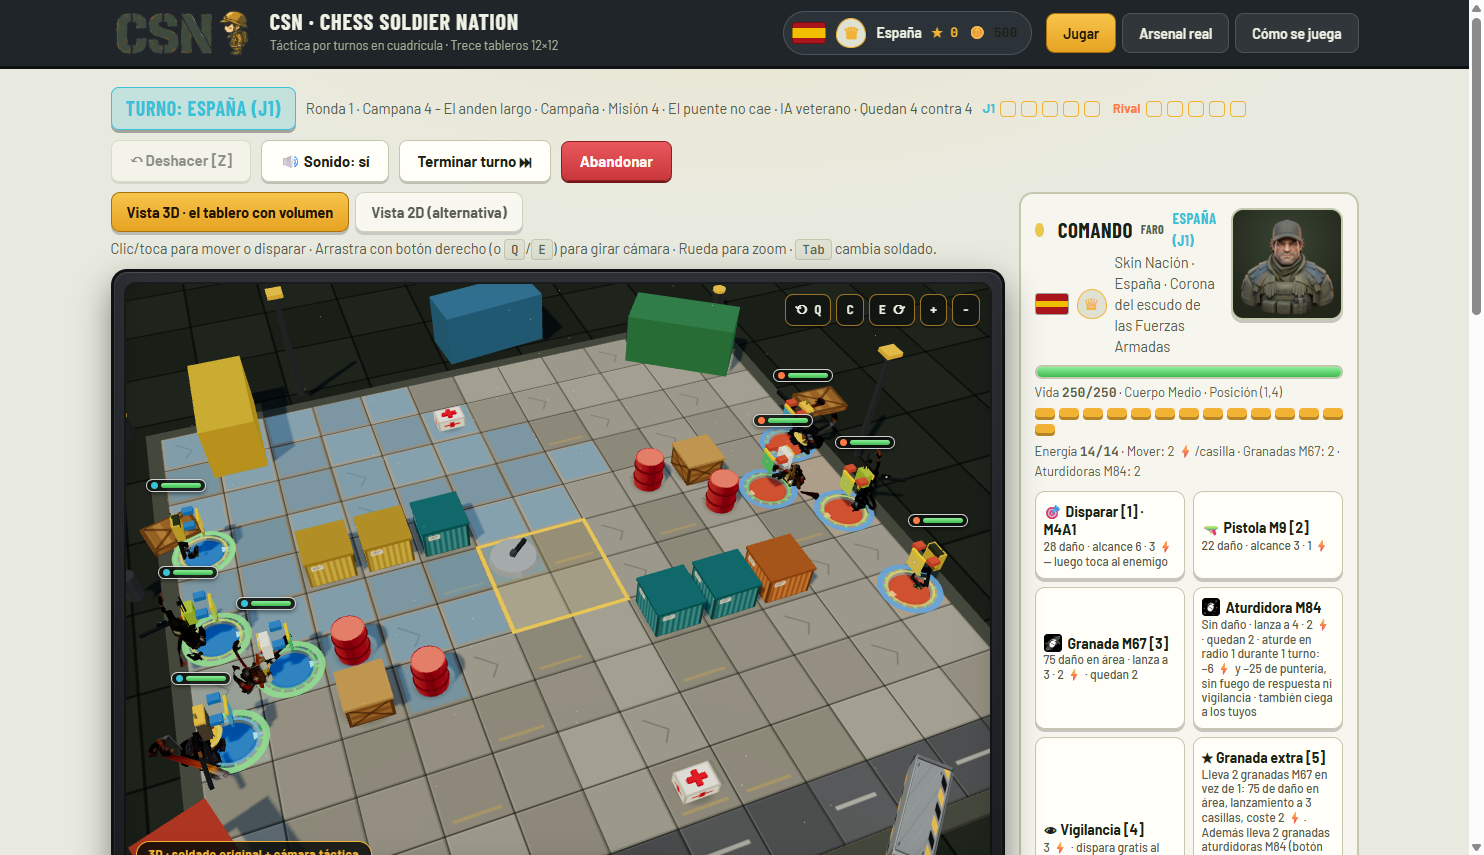 CSN
CSN · CHESS SOLDIER NATION
Táctica por turnos en cuadrícula · Trece tableros 12×12
España ★ 0 500
Jugar
Arsenal real
Cómo se juega
TURNO: ESPAÑA (J1)
Ronda 1 · Campana 4 - El anden largo · Campaña · Misión 4 · El puente no cae · IA veterano · Quedan 4 contra 4 J1 Rival
Deshacer [Z]
Sonido: sí
Terminar turno
Abandonar
Vista 3D · el tablero con volumen
Vista 2D (alternativa)
Clic/toca para mover o disparar · Arrastra con botón derecho (o Q / E ) para girar cámara · Rueda para zoom · Tab cambia soldado.
Q
C
E
+
-
3D · soldado original + cámara táctica
COMANDO FARO ESPAÑA
(J1)
Skin Nación ·
España · Corona
del escudo de
las Fuerzas
Armadas
Vida 250/250 · Cuerpo Medio · Posición (1,4)
Energía 14/14 · Mover: 2 ⚡ /casilla · Granadas M67: 2 ·
Aturdidoras M84: 2
Disparar [1] ·
M4A1
28 daño · alcance 6 · 3 ⚡
— luego toca al enemigo
Pistola M9 [2]
22 daño · alcance 3 · 1 ⚡
Granada M67 [3]
75 daño en área · lanza a
3 · 2 ⚡ · quedan 2
Aturdidora M84
Sin daño · lanza a 4 · 2 ⚡
· quedan 2 · aturde en
radio 1 durante 1 turno:
−6 ⚡ y −25 de puntería,
sin fuego de respuesta ni
vigilancia · también ciega
a los tuyos
Vigilancia [4]
3 ⚡ · dispara gratis al
★ Granada extra [5]
Lleva 2 granadas M67 en
vez de 1: 75 de daño en
área, lanzamiento a 3
casillas, coste 2 ⚡ .
Además lleva 2 granadas
aturdidoras M84 (botón